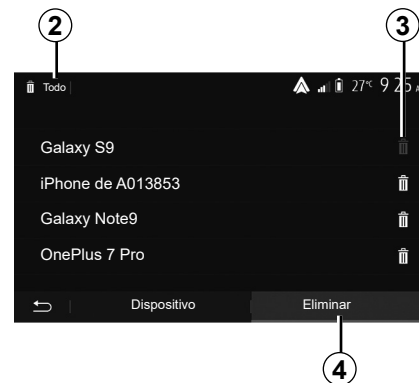 2
3
Todo
27°C 9 25
Galaxy S9
iPhone de A013853
Galaxy Note9
OnePlus 7 Pro
Dispositivo
Eliminar
4